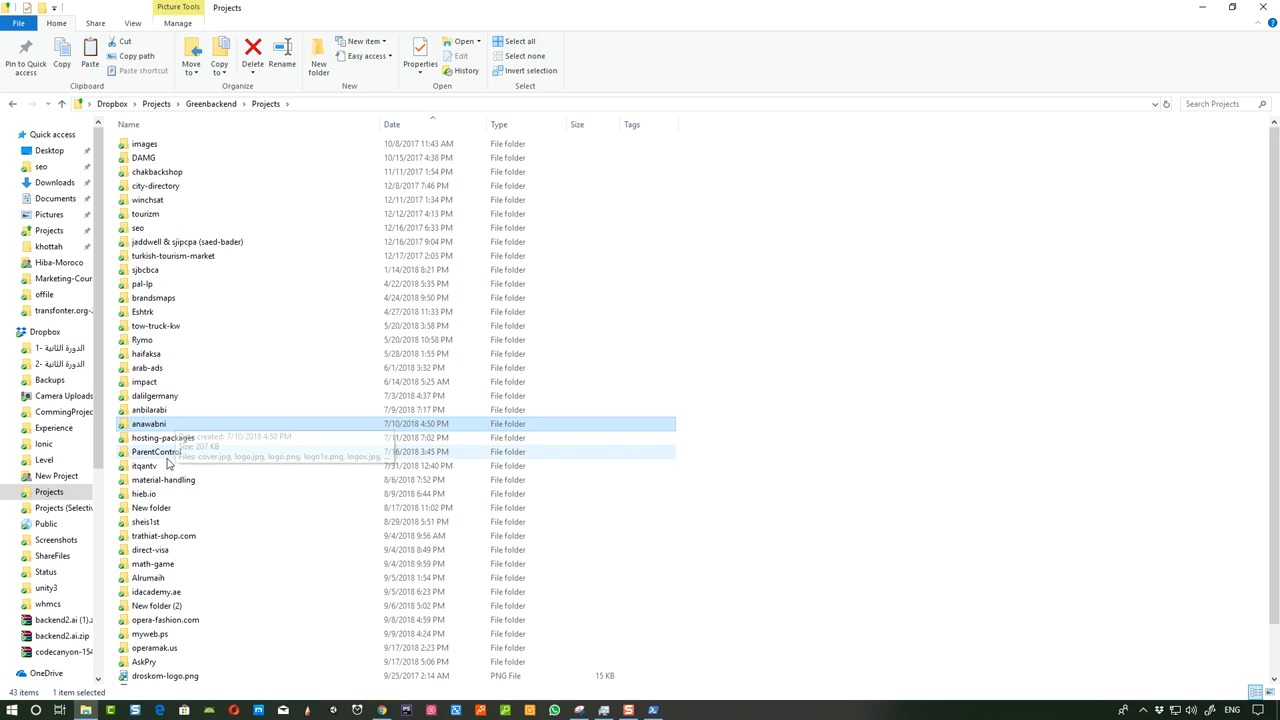 Picture Tools Projects
File Home Share View Manage
Pin to Quick access
Copy
Paste
Cut
Copy path
Paste shortcut
Clipboard
Move to
Copy to
Delete
Rename
Organize
New folder
New item
Easy access
New
Properties
Open
Edit
History
Open
Select all
Select none
Invert selection
Select
Dropbox Projects Greenbackend Projects
Search Projects
Quick access
Desktop
seo
Downloads
Documents
Pictures
Projects
khottah
Hiba-Moroco
Marketing-Cour
offile
transfonter.org-2
Dropbox
1- الدورة الثانية
2- الدورة الثانية
Backups
Camera Uploads
CommingProjec
Experience
Ionic
Level
New Project
Projects
Projects (Selectiv
Public
Screenshots
ShareFiles
Status
unity3
whmcs
backend2.ai (1).z
backend2.ai.zip
codecanyon-154
OneDrive
Name Date Type Size Tags
images 10/8/2017 11:43 AM File folder
DAMG 10/15/2017 4:38 PM File folder
chakbackshop 11/11/2017 1:54 PM File folder
city-directory 12/8/2017 7:46 PM File folder
winchsat 12/11/2017 1:34 PM File folder
tourizm 12/12/2017 4:13 PM File folder
seo 12/16/2017 6:33 PM File folder
jaddwell & sjipcpa (saed-bader) 12/16/2017 9:04 PM File folder
turkish-tourism-market 12/17/2017 2:03 PM File folder
sjbcbca 1/14/2018 8:21 PM File folder
pal-lp 4/22/2018 5:35 PM File folder
brandsmaps 4/24/2018 9:50 PM File folder
Eshtrk 4/27/2018 11:33 PM File folder
tow-truck-kw 5/20/2018 3:58 PM File folder
Rymo 5/20/2018 10:58 PM File folder
haifaksa 5/28/2018 1:55 PM File folder
arab-ads 6/1/2018 3:32 PM File folder
impact 6/14/2018 5:25 AM File folder
dalilgermany 7/3/2018 4:37 PM File folder
anbilarabi 7/9/2018 7:17 PM File folder
anawabni 7/10/2018 4:50 PM File folder
hosting-packages 7/11/2018 7:02 PM File folder
Date created: 7/10/2018 4:50 PM
Size: 207 KB
Files: cover.jpg, logo.jpg, logo.png, logo1x.png, logox.jpg, ...
ParentControl 7/16/2018 3:45 PM File folder
itqantv 7/31/2018 12:40 PM File folder
material-handling 8/6/2018 7:52 PM File folder
hieb.io 8/9/2018 6:44 PM File folder
New folder 8/17/2018 11:02 PM File folder
sheis1st 8/29/2018 5:51 PM File folder
trathiat-shop.com 9/4/2018 9:56 AM File folder
direct-visa 9/4/2018 8:49 PM File folder
math-game 9/4/2018 9:59 PM File folder
Alrumaih 9/5/2018 1:54 PM File folder
idacademy.ae 9/5/2018 6:23 PM File folder
New folder (2) 9/6/2018 5:02 PM File folder
opera-fashion.com 9/8/2018 4:59 PM File folder
myweb.ps 9/9/2018 4:24 PM File folder
operamak.us 9/17/2018 2:23 PM File folder
AskPry 9/17/2018 5:06 PM File folder
droskom-logo.png 9/25/2017 2:14 AM PNG File 15 KB
43 items 1 item selected
ENG